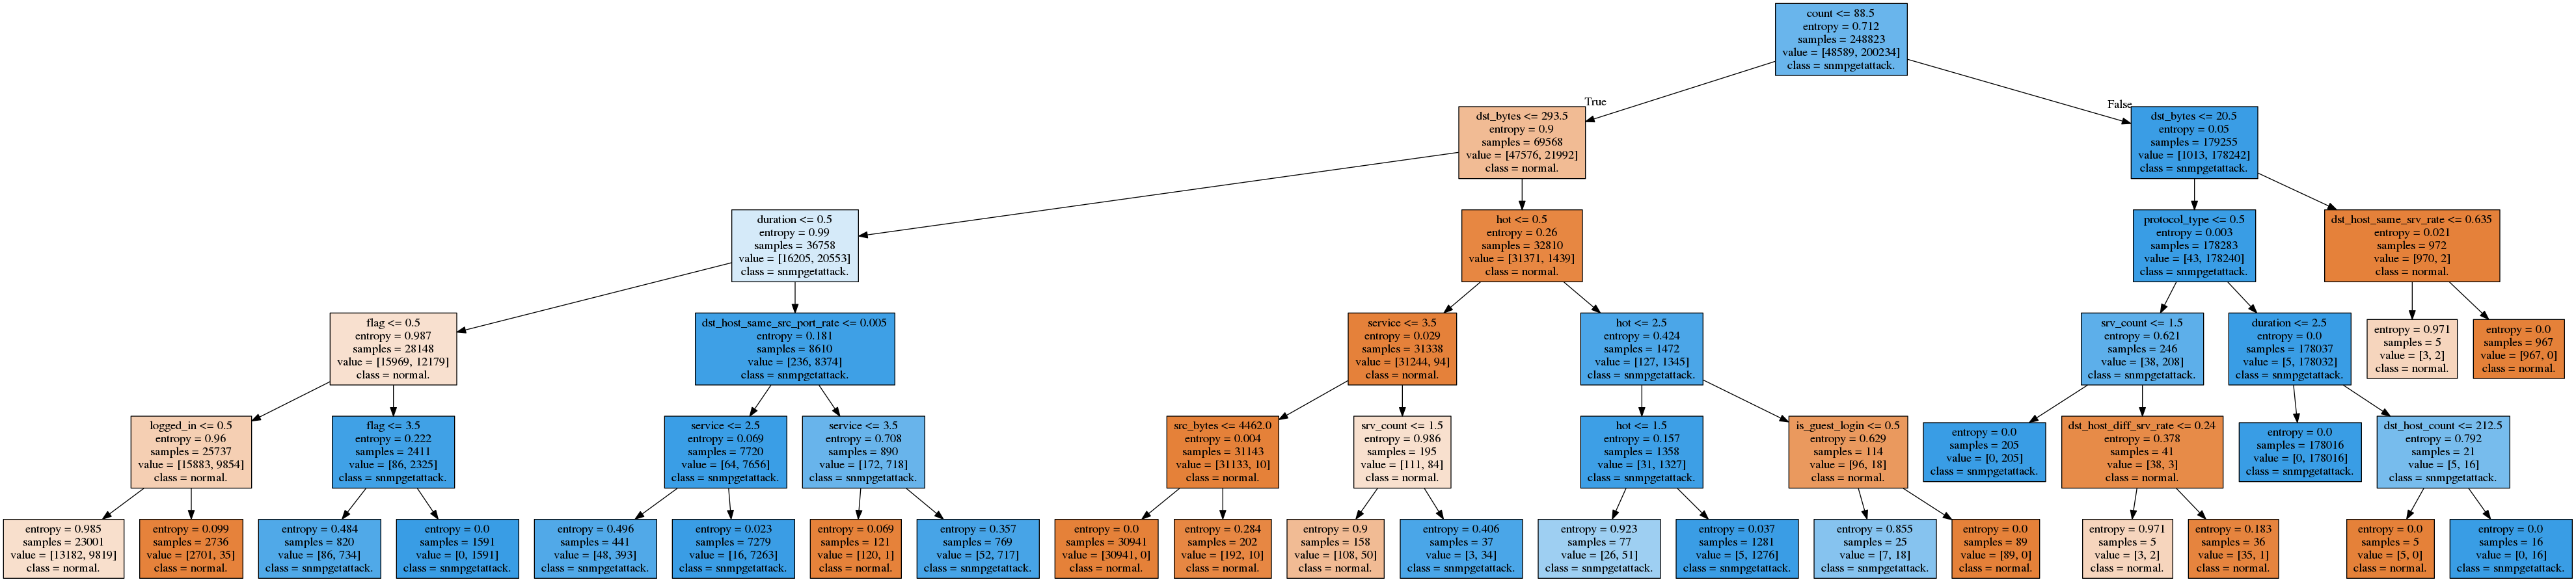 count <= 88.5
entropy = 0.712
samples = 248823
value = [48589, 200234]
class = snmpgetattack.
True
False
dst_bytes <= 293.5
entropy = 0.9
samples = 69568
value = [47576, 21992]
class = normal.
dst_bytes <= 20.5
entropy = 0.05
samples = 179255
value = [1013, 178242]
class = snmpgetattack.
duration <= 0.5
entropy = 0.99
samples = 36758
value = [16205, 20553]
class = snmpgetattack.
hot <= 0.5
entropy = 0.26
samples = 32810
value = [31371, 1439]
class = normal.
protocol_type <= 0.5
entropy = 0.003
samples = 178283
value = [43, 178240]
class = snmpgetattack.
dst_host_same_srv_rate <= 0.635
entropy = 0.021
samples = 972
value = [970, 2]
class = normal.
flag <= 0.5
entropy = 0.987
samples = 28148
value = [15969, 12179]
class = normal.
dst_host_same_src_port_rate <= 0.005
entropy = 0.181
samples = 8610
value = [236, 8374]
class = snmpgetattack.
service <= 3.5
entropy = 0.029
samples = 31338
value = [31244, 94]
class = normal.
hot <= 2.5
entropy = 0.424
samples = 1472
value = [127, 1345]
class = snmpgetattack.
srv_count <= 1.5
entropy = 0.621
samples = 246
value = [38, 208]
class = snmpgetattack.
duration <= 2.5
entropy = 0.0
samples = 178037
value = [5, 178032]
class = snmpgetattack.
entropy = 0.971
samples = 5
value = [3, 2]
class = normal.
entropy = 0.0
samples = 967
value = [967, 0]
class = normal.
logged_in <= 0.5
entropy = 0.96
samples = 25737
value = [15883, 9854]
class = normal.
flag <= 3.5
entropy = 0.222
samples = 2411
value = [86, 2325]
class = snmpgetattack.
service <= 2.5
entropy = 0.069
samples = 7720
value = [64, 7656]
class = snmpgetattack.
service <= 3.5
entropy = 0.708
samples = 890
value = [172, 718]
class = snmpgetattack.
src_bytes <= 4462.0
entropy = 0.004
samples = 31143
value = [31133, 10]
class = normal.
srv_count <= 1.5
entropy = 0.986
samples = 195
value = [111, 84]
class = normal.
hot <= 1.5
entropy = 0.157
samples = 1358
value = [31, 1327]
class = snmpgetattack.
is_guest_login <= 0.5
entropy = 0.629
samples = 114
value = [96, 18]
class = normal.
entropy = 0.0
samples = 205
value = [0, 205]
class = snmpgetattack.
dst_host_diff_srv_rate <= 0.24
entropy = 0.378
samples = 41
value = [38, 3]
class = normal.
entropy = 0.0
samples = 178016
value = [0, 178016]
class = snmpgetattack.
dst_host_count <= 212.5
entropy = 0.792
samples = 21
value = [5, 16]
class = snmpgetattack.
entropy = 0.985
samples = 23001
value = [13182, 9819]
class = normal.
entropy = 0.099
samples = 2736
value = [2701, 35]
class = normal.
entropy = 0.484
samples = 820
value = [86, 734]
class = snmpgetattack.
entropy = 0.0
samples = 1591
value = [0, 1591]
class = snmpgetattack.
entropy = 0.496
samples = 441
value = [48, 393]
class = snmpgetattack.
entropy = 0.023
samples = 7279
value = [16, 7263]
class = snmpgetattack.
entropy = 0.069
samples = 121
value = [120, 1]
class = normal.
entropy = 0.357
samples = 769
value = [52, 717]
class = snmpgetattack.
entropy = 0.0
samples = 30941
value = [30941, 0]
class = normal.
entropy = 0.284
samples = 202
value = [192, 10]
class = normal.
entropy = 0.9
samples = 158
value = [108, 50]
class = normal.
entropy = 0.406
samples = 37
value = [3, 34]
class = snmpgetattack.
entropy = 0.923
samples = 77
value = [26, 51]
class = snmpgetattack.
entropy = 0.037
samples = 1281
value = [5, 1276]
class = snmpgetattack.
entropy = 0.855
samples = 25
value = [7, 18]
class = snmpgetattack.
entropy = 0.0
samples = 89
value = [89, 0]
class = normal.
entropy = 0.971
samples = 5
value = [3, 2]
class = normal.
entropy = 0.183
samples = 36
value = [35, 1]
class = normal.
entropy = 0.0
samples = 5
value = [5, 0]
class = normal.
entropy = 0.0
samples = 16
value = [0, 16]
class = snmpgetattack.